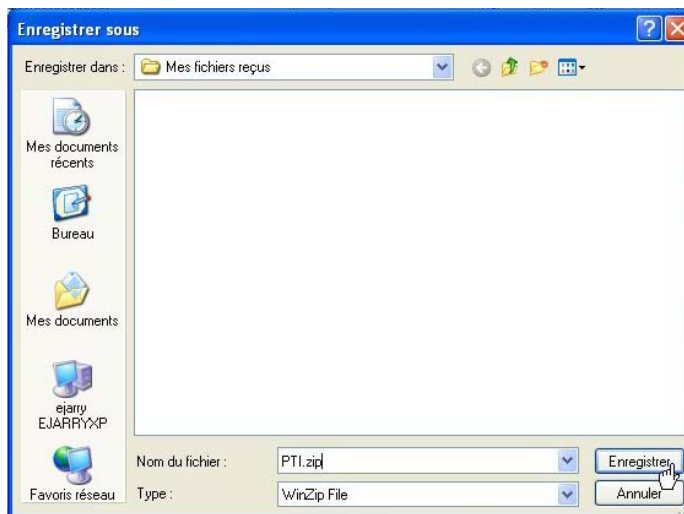 Enregistrer sous
Enregistrer dans :
Mes fichiers reçus
Mes documents
récents
Bureau
Mes documents
ejarry
EJARRYXP
Favoris réseau
Nom du fichier :
PTI.zip
Enregistrer
Type :
WinZip File
Annuler